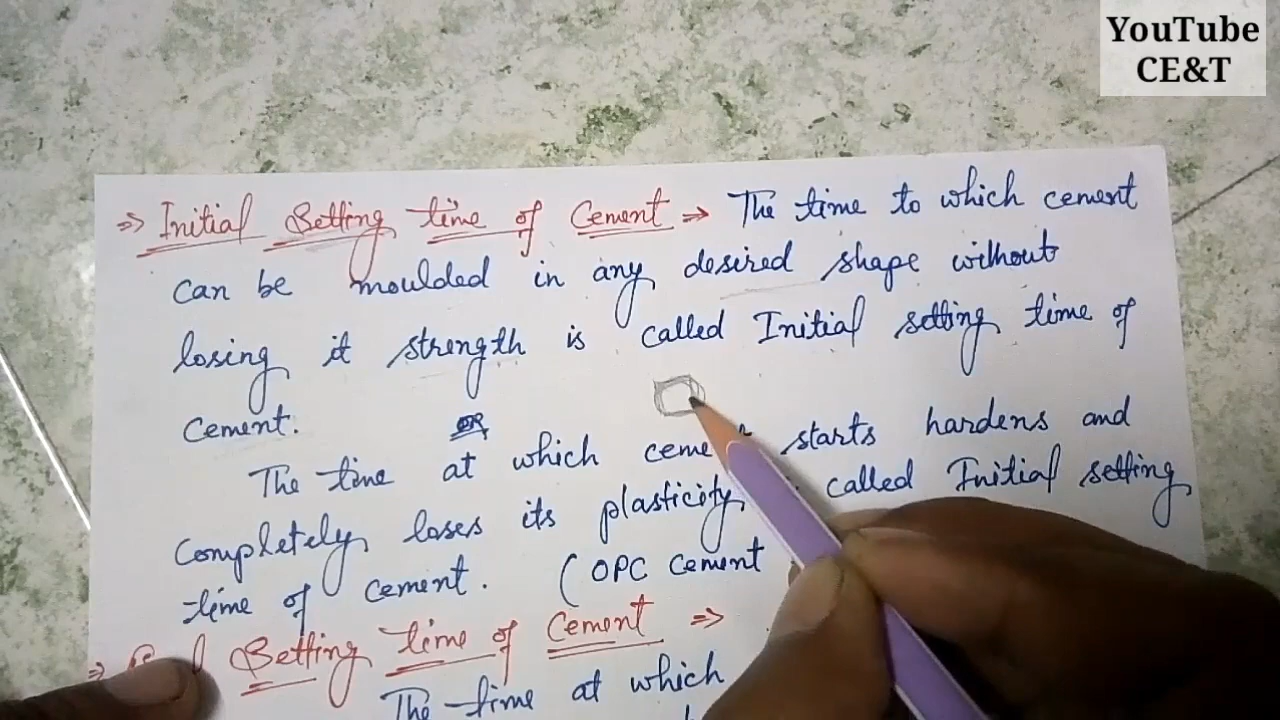 YouTube
CE&T
⇒ Initial Setting time of Cement ⇒ The time to which cement
can be moulded in any desired shape without
losing it strength is called Initial setting time of
cement. OR
The time at which starts hardens and
completely loses its plasticity called Initial setting
time of cement. (OPC cement
⇒ Setting time of Cement ⇒
The time at which